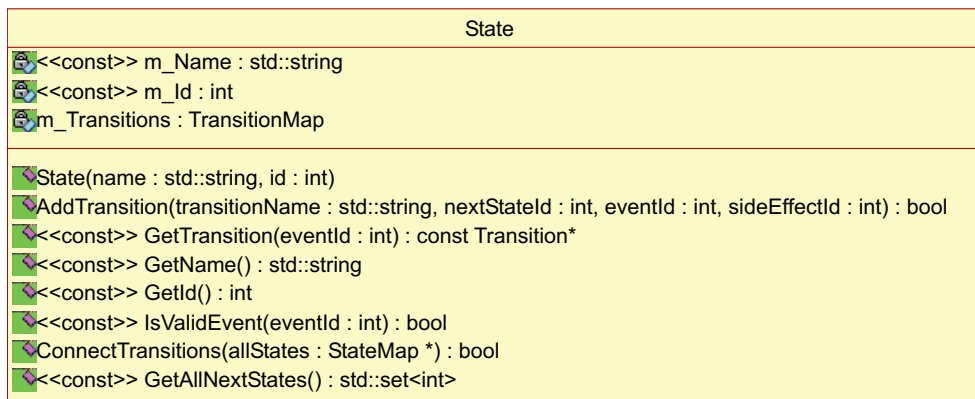 State
<<const>> m_Name : std::string
<<const>> m_Id : int
m_Transitions : TransitionMap
State(name : std::string, id : int)
AddTransition(transitionName : std::string, nextStateId : int, eventId : int, sideEffectId : int) : bool
<<const>> GetTransition(eventId : int) : const Transition*
<<const>> GetName() : std::string
<<const>> GetId() : int
<<const>> IsValidEvent(eventId : int) : bool
ConnectTransitions(allStates : StateMap *) : bool
<<const>> GetAllNextStates() : std::set<int>